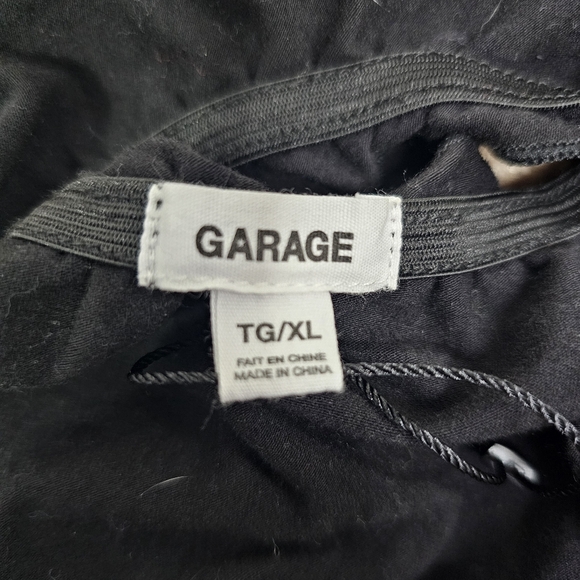 GARAGE
TG/XL
FAIT EN CHINE
MADE IN CHINA